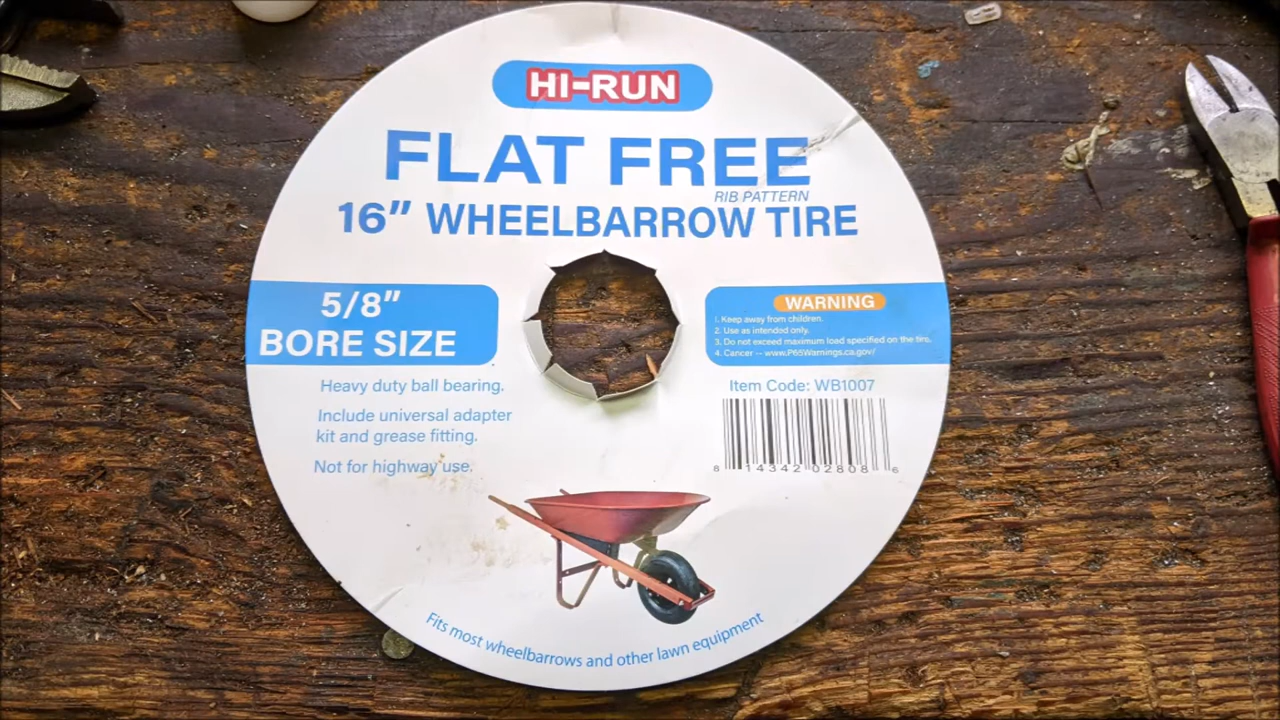 HI-RUN
FLAT FREE
RIB PATTERN
16" WHEELBARROW TIRE
5/8"
BORE SIZE
Heavy duty ball bearing.
Include universal adapter
kit and grease fitting.
Not for highway use.
WARNING
1. Keep away from children.
2. Use as intended only.
3. Do not exceed maximum load specified on the tire.
4. Cancer -- www.P65Warnings.ca.gov/
Item Code: WB1007
8 14342 02808 6
Fits most wheelbarrows and other lawn equipment